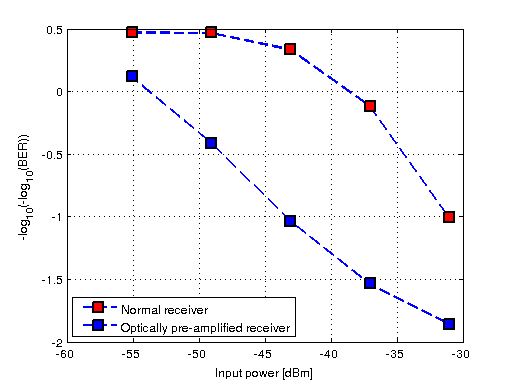 0.5
0
-0.5
-1
-1.5
-2
-log10(-log10(BER))
Normal receiver
Optically pre-amplified receiver
-60 -55 -50 -45 -40 -35 -30
Input power [dBm]